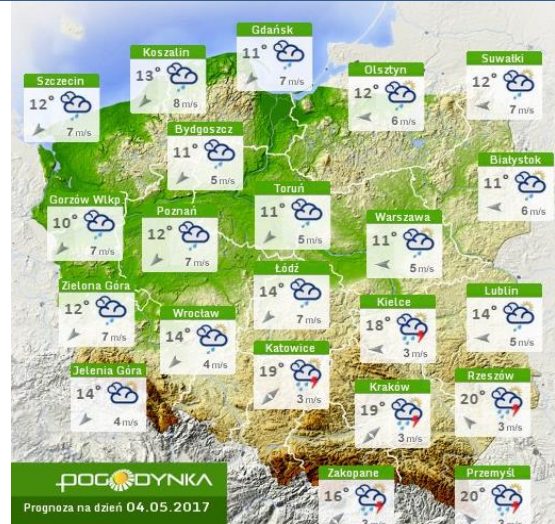 Gdańsk
11°
7 m/s
Koszalin
13°
8 m/s
Suwałki
12°
7 m/s
Olsztyn
12°
6 m/s
Szczecin
12°
7 m/s
Bydgoszcz
11°
5 m/s
Białystok
11°
6 m/s
Toruń
11°
5 m/s
Gorzów Wlkp
10°
7 m/s
Poznań
12°
7 m/s
Warszawa
11°
5 m/s
Łódź
14°
7 m/s
Zielona Góra
12°
7 m/s
Lublin
14°
5 m/s
Kielce
18°
3 m/s
Wrocław
14°
4 m/s
Katowice
19°
3 m/s
Jelenia Góra
14°
4 m/s
Rzeszów
20°
3 m/s
Kraków
19°
3 m/s
Zakopane
16°
Przemyśl
20°
POGODYNKA
Prognoza na dzień 04.05.2017